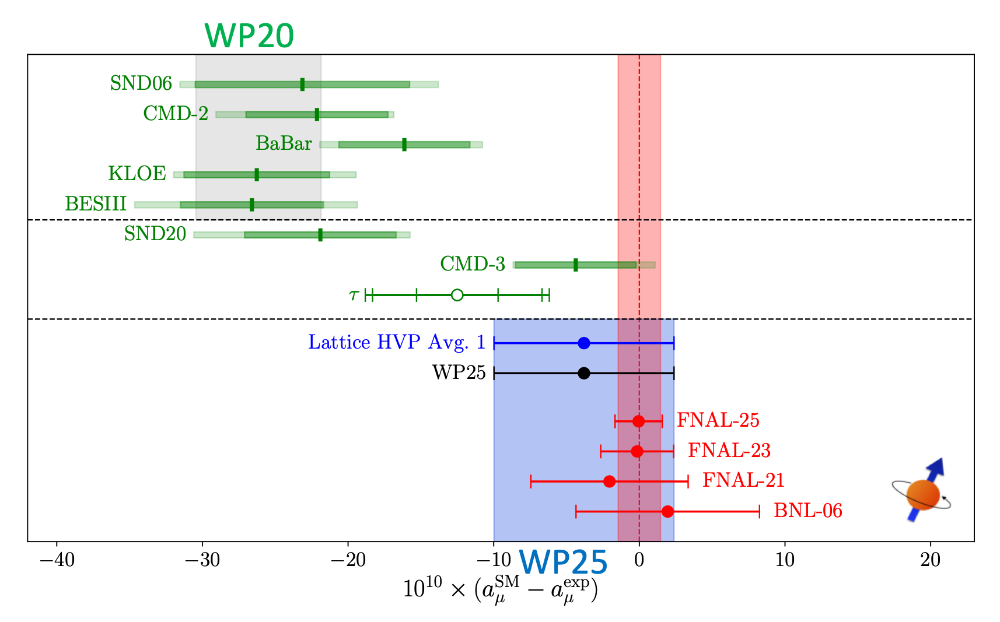 WP20
SND06
CMD-2
BaBar
KLOE
BESIII
SND20
CMD-3
τ
Lattice HVP Avg. 1
WP25
FNAL-25
FNAL-23
FNAL-21
BNL-06
−40 −30 −20 −10 0 10 20
WP25
10¹⁰ × (a_μ^SM − a_μ^exp)